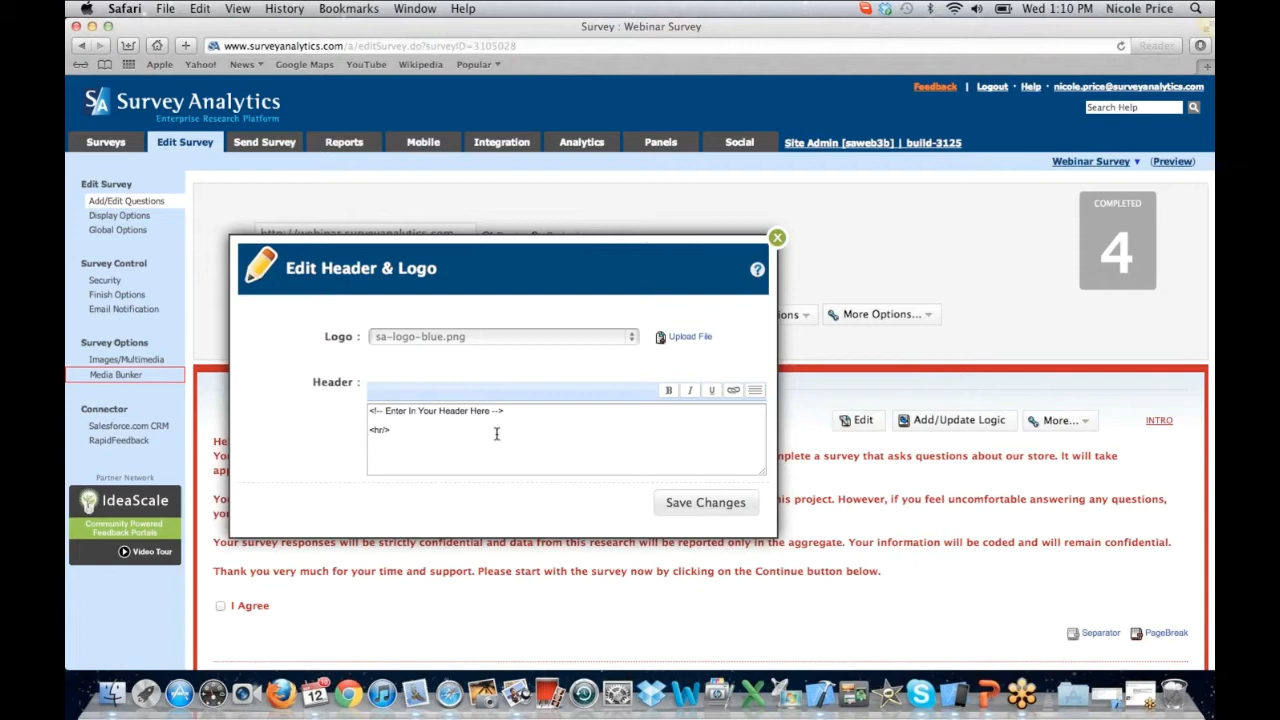 Safari File Edit View History Bookmarks Window Help Wed 1:10 PM Nicole Price
Survey : Webinar Survey
www.surveyanalytics.com/a/editSurvey.do?surveyID=3105028 Reader
Apple Yahoo! News Google Maps YouTube Wikipedia Popular
SA Survey Analytics
Enterprise Research Platform
Feedback | Logout · Help · nicole.price@surveyanalytics.com
Search Help
Surveys Edit Survey Send Survey Reports Mobile Integration Analytics Panels Social Site Admin [saweb3b] | build-3125
Webinar Survey (Preview)
Edit Survey
Add/Edit Questions
Display Options
Global Options
Survey Control
Security
Finish Options
Email Notification
Survey Options
Images/Multimedia
Media Bunker
Connector
Salesforce.com CRM
RapidFeedback
Partner Network
IdeaScale
Community Powered
Feedback Portals
Video Tour
COMPLETED
4
More Options...
Edit Header & Logo
Logo : sa-logo-blue.png Upload File
Header :
B I U
<!-- Enter In Your Header Here -->
<hr/>
Save Changes
Edit Add/Update Logic More... INTRO
mplete a survey that asks questions about our store. It will take
this project. However, if you feel uncomfortable answering any questions,
Your survey responses will be strictly confidential and data from this research will be reported only in the aggregate. Your information will be coded and will remain confidential.
Thank you very much for your time and support. Please start with the survey now by clicking on the Continue button below.
I Agree
Separator PageBreak